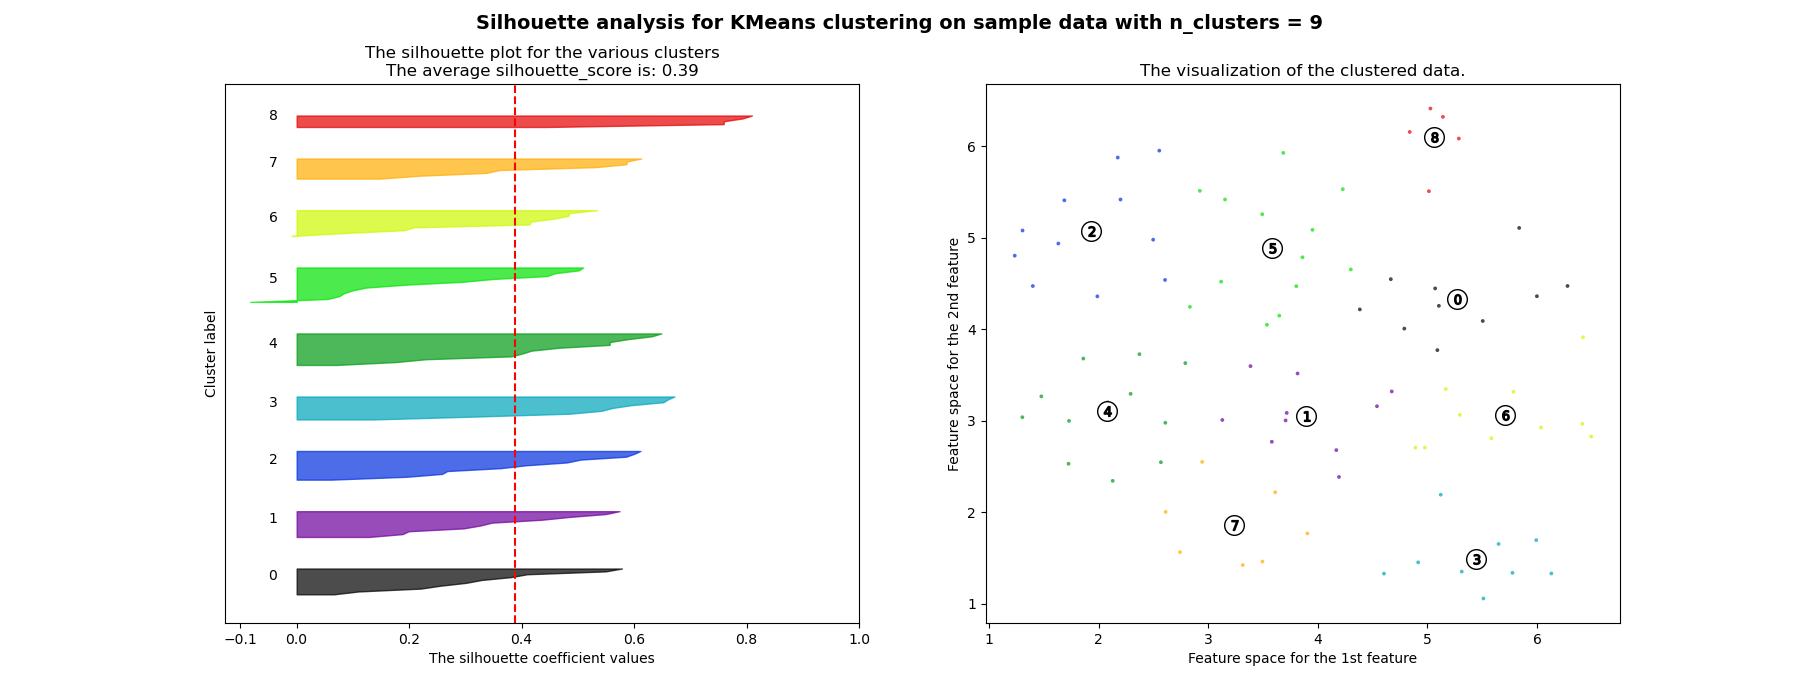 Silhouette analysis for KMeans clustering on sample data with n_clusters = 9
The silhouette plot for the various clusters
The average silhouette_score is: 0.39
8
7
6
5
4
3
2
1
0
Cluster label
−0.1 0.0 0.2 0.4 0.6 0.8 1.0
The silhouette coefficient values
The visualization of the clustered data.
6
5
4
3
2
1
Feature space for the 2nd feature
8
2
5
0
4
1
6
7
3
1 2 3 4 5 6
Feature space for the 1st feature